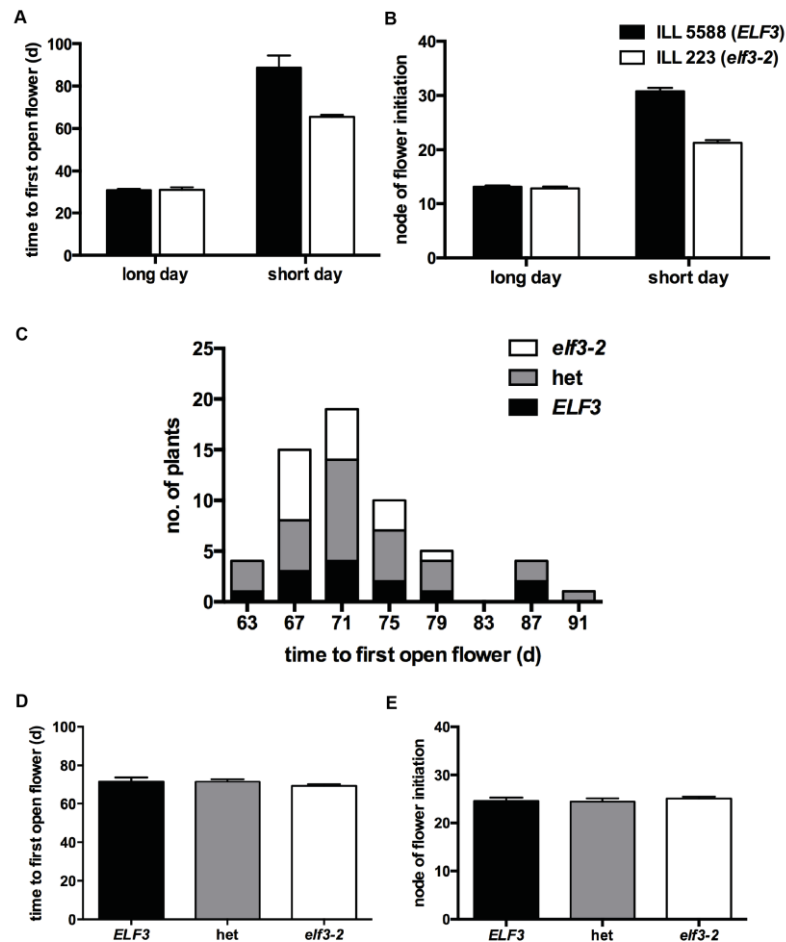 A
time to first open flower (d)
100
80
60
40
20
0
long day
short day
B
node of flower initiation
40
30
20
10
0
long day
short day
ILL 5588 (ELF3)
ILL 223 (elf3-2)
C
no. of plants
25
20
15
10
5
0
63 67 71 75 79 83 87 91
time to first open flower (d)
elf3-2
het
ELF3
D
time to first open flower (d)
100
80
60
40
20
0
ELF3
het
elf3-2
E
node of flower initiation
40
30
20
10
0
ELF3
het
elf3-2